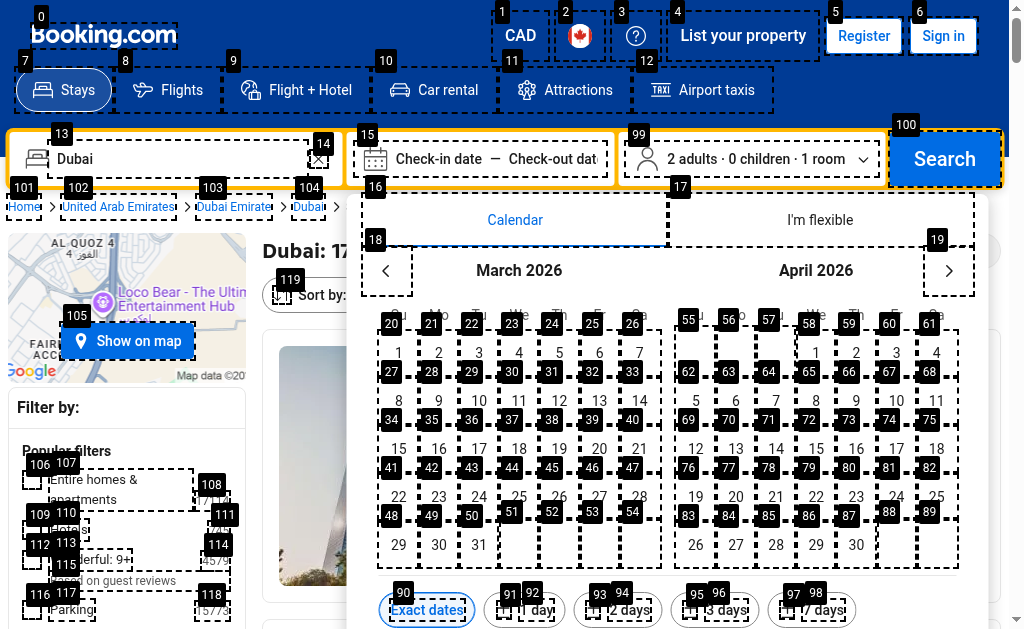 Booking.com
CAD
List your property
Register
Sign in
Stays
Flights
Flight + Hotel
Car rental
Attractions
Airport taxis
Dubai
Check-in date — Check-out dat
2 adults · 0 children · 1 room
Search
Home
United Arab Emirates
Dubai Emirate
Dubai
Calendar
I'm flexible
AL QUOZ 4
القوز 4
Loco Bear - The Ultim
Entertainment Hub
Show on map
Google
Map data ©20
Dubai: 17
Sort by:
March 2026
April 2026
1 2 3 4 5 6 7
1 2 3 4
8 9 10 11 12 13 14
5 6 7 8 9 10 11
15 16 17 18 19 20 21
12 13 14 15 16 17 18
22 23 24 25 26 27 28
19 20 21 22 23 24 25
29 30 31
26 27 28 29 30
Exact dates
1 day
2 days
3 days
7 days
Filter by:
Popular filters
Entire homes &
apartments
Hotels
4579
Based on guest reviews
Parking
15773
0
1
2
3
4
5
6
7
8
9
10
11
12
13
14
15
99
100
101
102
103
104
16
17
18
19
105
119
20 21 22 23 24 25 26
55 56 57 58 59 60 61
27 28 29 30 31 32 33
62 63 64 65 66 67 68
34 35 36 37 38 39 40
69 70 71 72 73 74 75
41 42 43 44 45 46 47
76 77 78 79 80 81 82
48 49 50 51 52 53 54
83 84 85 86 87 88 89
90 91 92 93 94 95 96 97 98
106 107
108
109 110
111
112 113
114
115
116 117
118